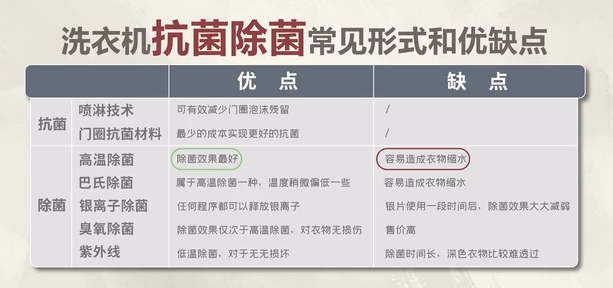 洗衣机抗菌除菌常见形式和优缺点
优 点 缺 点
抗菌
喷淋技术 可有效减少门圈泡沫残留 /
门圈抗菌材料 最少的成本实现更好的抗菌 /
除菌
高温除菌 除菌效果最好 容易造成衣物缩水
巴氏除菌 属于高温除菌一种，温度稍微偏低一些 容易造成衣物缩水
银离子除菌 任何程序都可以释放银离子 银片使用一段时间后，除菌效果大大减弱
臭氧除菌 除菌效果仅次于高温除菌，对衣物无损伤 售价高
紫外线 低温除菌，对于无无损坏 除菌时间长，深色衣物比较难透过